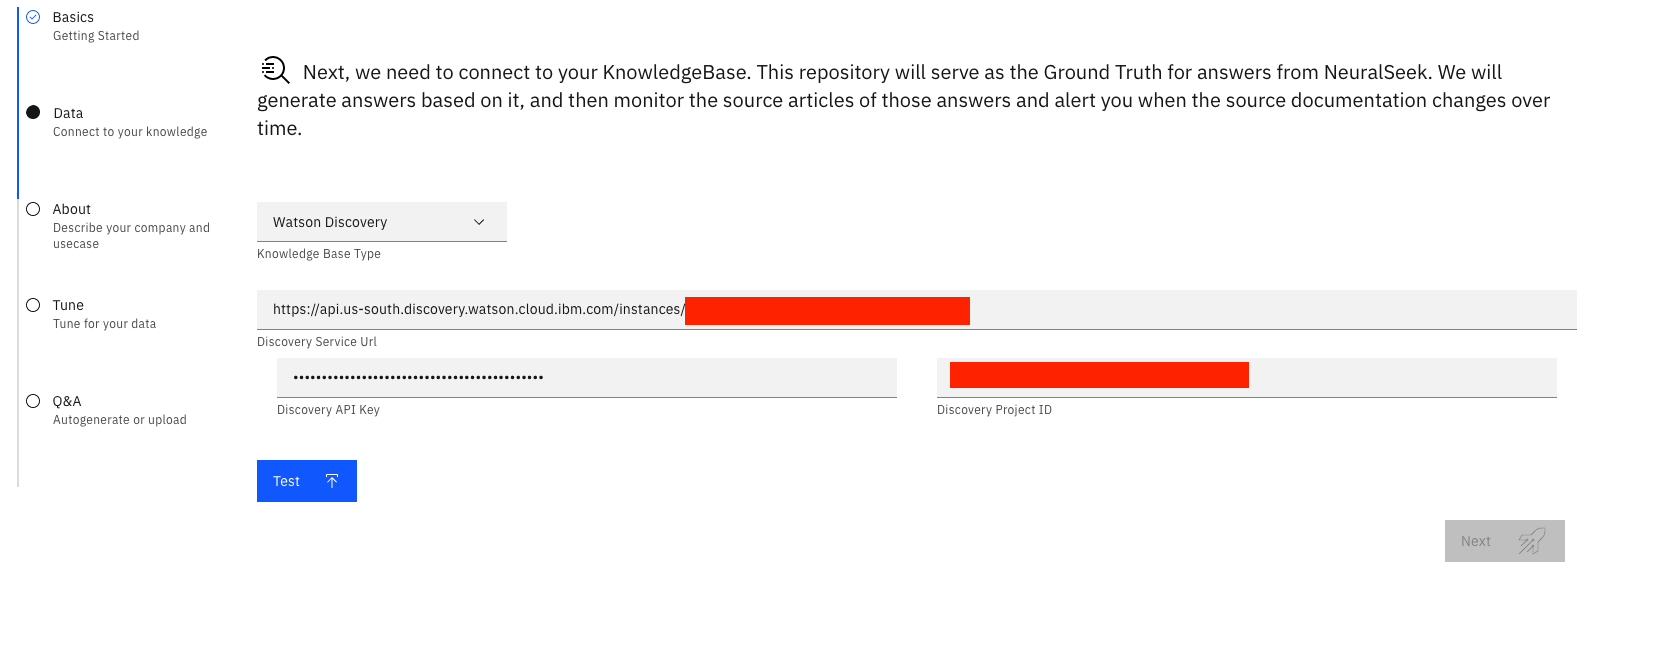 Basics
Getting Started
Data
Connect to your knowledge
About
Describe your company and
usecase
Tune
Tune for your data
Q&A
Autogenerate or upload
Next, we need to connect to your KnowledgeBase. This repository will serve as the Ground Truth for answers from NeuralSeek. We will
generate answers based on it, and then monitor the source articles of those answers and alert you when the source documentation changes over
time.
Watson Discovery
Knowledge Base Type
https://api.us-south.discovery.watson.cloud.ibm.com/instances/
Discovery Service Url
Discovery API Key
Discovery Project ID
Test
Next